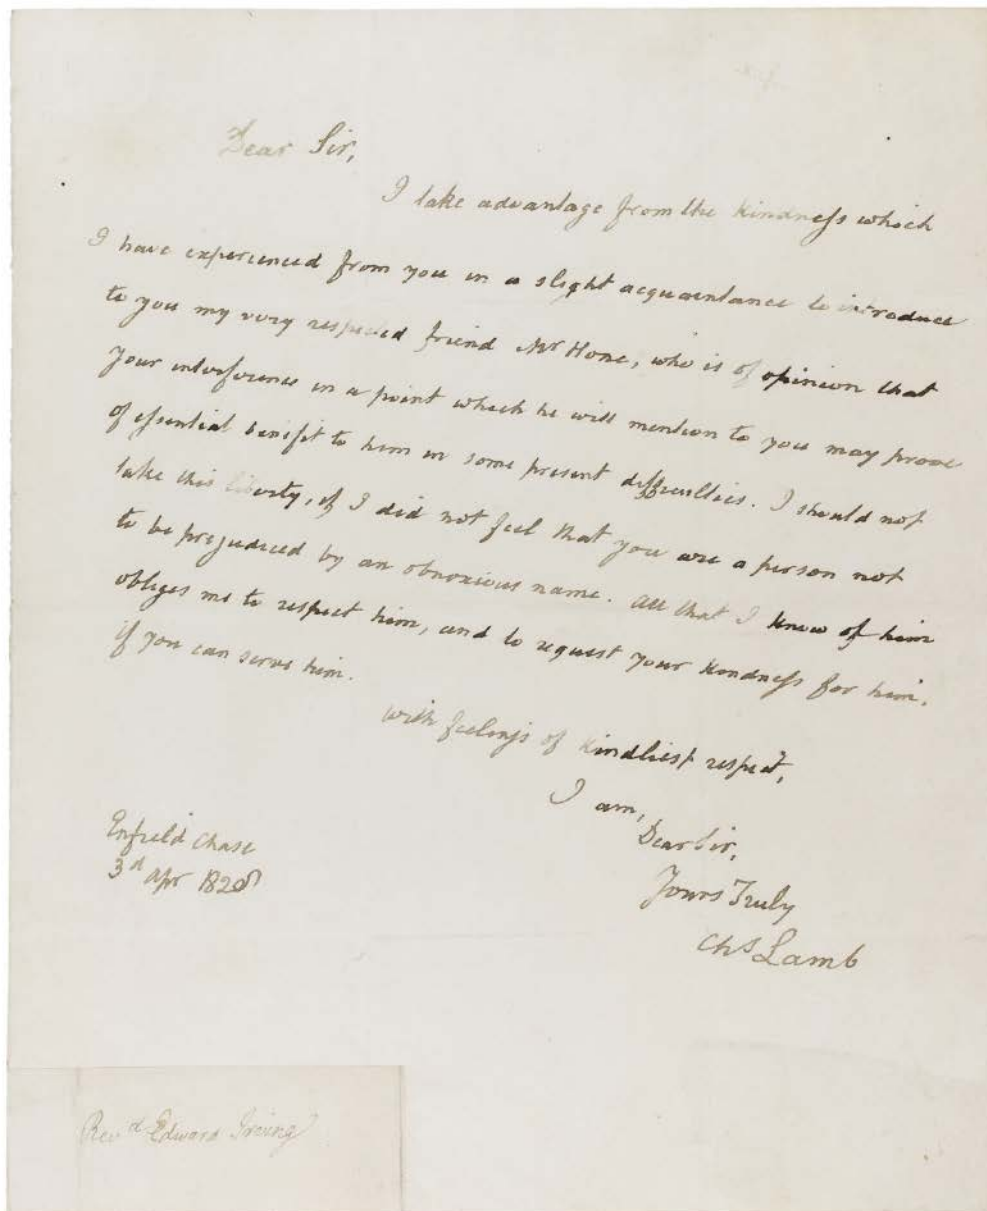 Dear Sir,
I take advantage from the kindness which
I have experienced from you in a slight acquaintance to introduce
to you my very respected friend Mr Hone, who is of opinion that
your interference in a point which he will mention to you may prove
of essential benefit to him in some present difficulties. I should not
take this liberty, if I did not feel that you are a person not
to be prejudiced by an obnoxious name. All that I know of him
obliges me to respect him, and to request your kindness for him,
if you can serve him.
With feelings of kindliest respect,
I am,
Dear Sir,
Yours Truly
Chs Lamb
Enfield Chase
3d Apr 1828
Revd Edward Irving